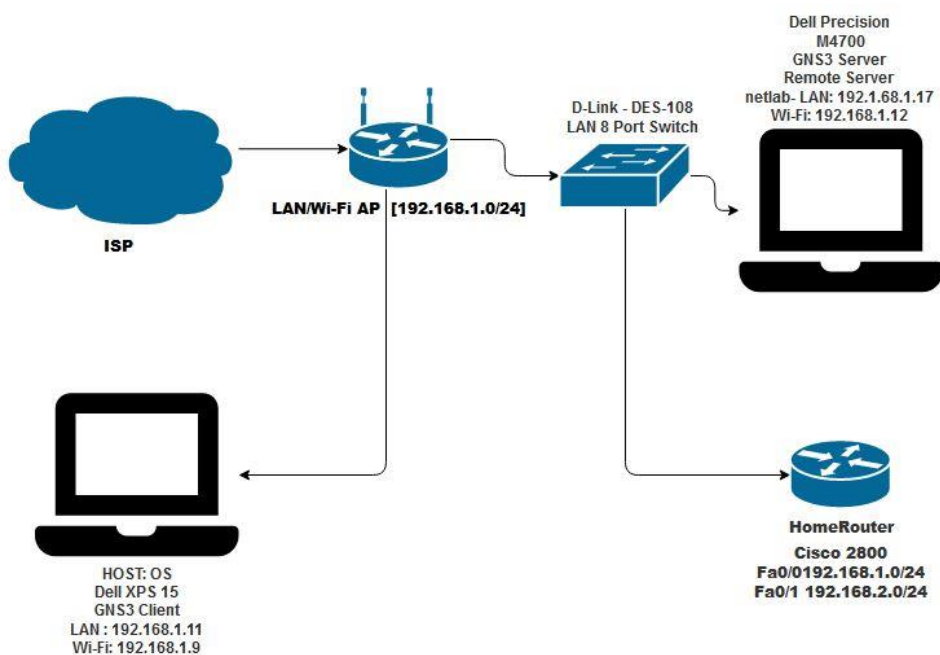 Dell Precision
M4700
GNS3 Server
Remote Server
netlab- LAN: 192.1.68.1.17
Wi-Fi: 192.168.1.12
D-Link - DES-108
LAN 8 Port Switch
LAN/Wi-Fi AP [192.168.1.0/24]
ISP
HOST: OS
Dell XPS 15
GNS3 Client
LAN : 192.168.1.11
Wi-Fi: 192.168.1.9
HomeRouter
Cisco 2800
Fa0/0192.168.1.0/24
Fa0/1 192.168.2.0/24